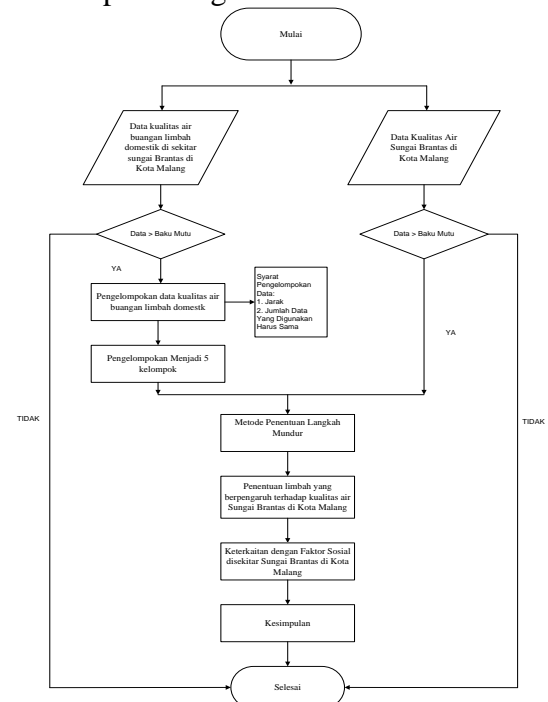 Mulai
Data kualitas air
buangan limbah
domestik di sekitar
sungai Brantas di
Kota Malang
Data Kualitas Air
Sungai Brantas di
Kota Malang
Data > Baku Mutu
Data > Baku Mutu
YA
Pengelompokan data kualitas air
buangan limbah domestk
Syarat
Pengelompokan
Data:
1. Jarak
2. Jumlah Data
Yang Digunakan
Harus Sama
YA
Pengelompokan Menjadi 5
kelompok
TIDAK
TIDAK
Metode Penentuan Langkah
Mundur
Penentuan limbah yang
berpengaruh terhadap kualitas air
Sungai Brantas di Kota Malang
Keterkaitan dengan Faktor Sosial
disekitar Sungai Brantas di Kota
Malang
Kesimpulan
Selesai